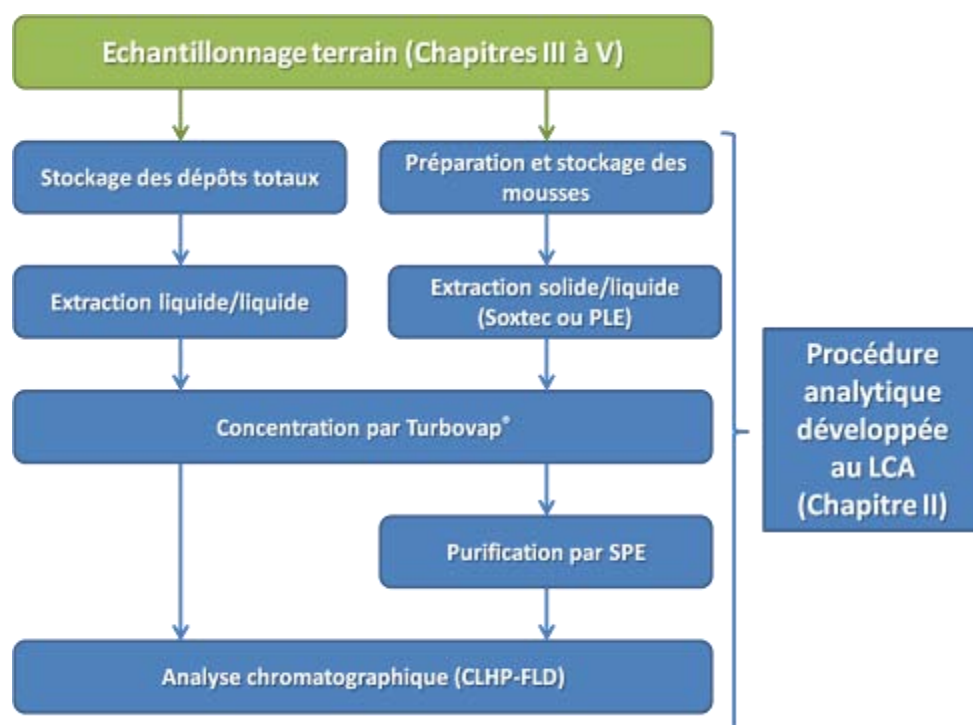 Echantillonnage terrain (Chapitres III à V)
Stockage des dépôts totaux
Préparation et stockage des
mousses
Extraction liquide/liquide
Extraction solide/liquide
(Soxtec ou PLE)
Concentration par Turbovap®
Purification par SPE
Analyse chromatographique (CLHP-FLD)
Procédure
analytique
développée
au LCA
(Chapitre II)